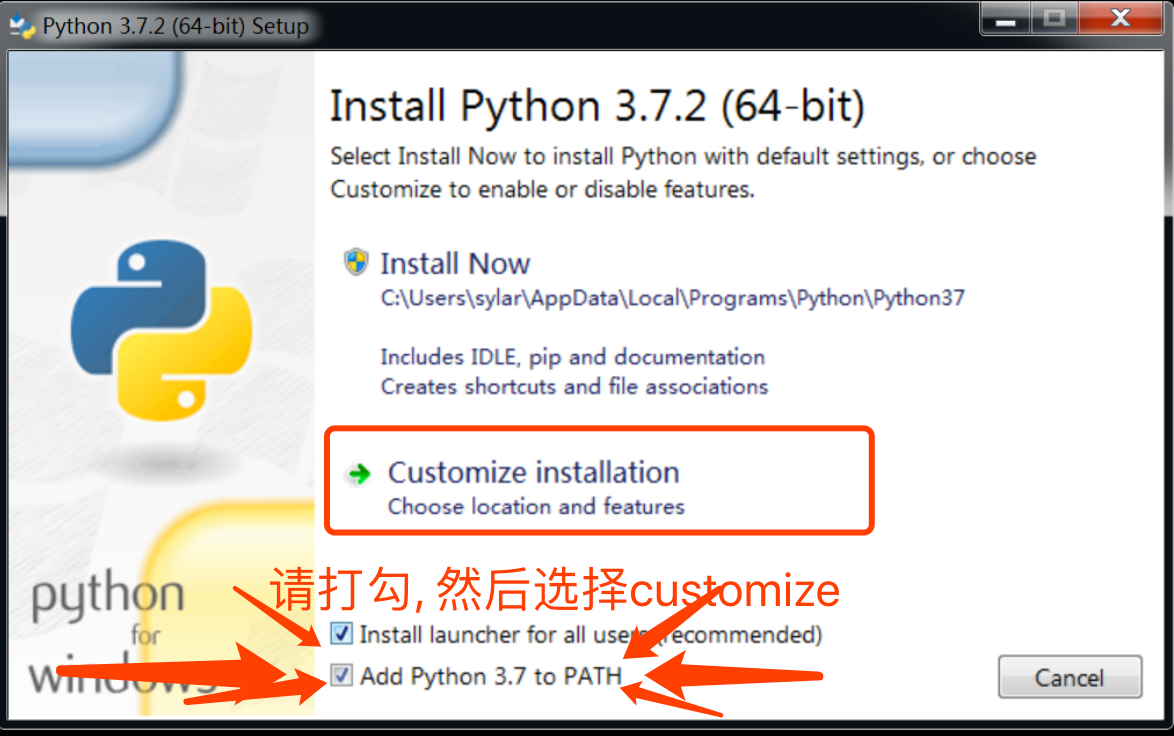 Python 3.7.2 (64-bit) Setup
Install Python 3.7.2 (64-bit)
Select Install Now to install Python with default settings, or choose
Customize to enable or disable features.
Install Now
C:\Users\sylar\AppData\Local\Programs\Python\Python37
Includes IDLE, pip and documentation
Creates shortcuts and file associations
Customize installation
Choose location and features
请打勾, 然后选择customize
Install launcher for all users (recommended)
Add Python 3.7 to PATH
python
for
windows
Cancel